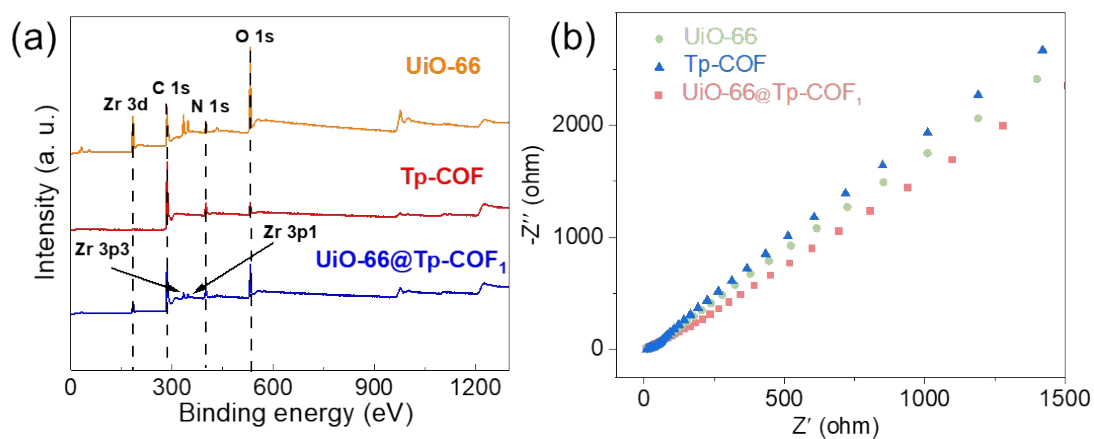 (a)
O 1s
UiO-66
C 1s
Zr 3d
N 1s
Tp-COF
Zr 3p3
Zr 3p1
UiO-66@Tp-COF₁
Intensity (a. u.)
0 300 600 900 1200
Binding energy (eV)
(b)
UiO-66
Tp-COF
UiO-66@Tp-COF₁
2000
1000
0
-Z′′ (ohm)
0 500 1000 1500
Z′ (ohm)